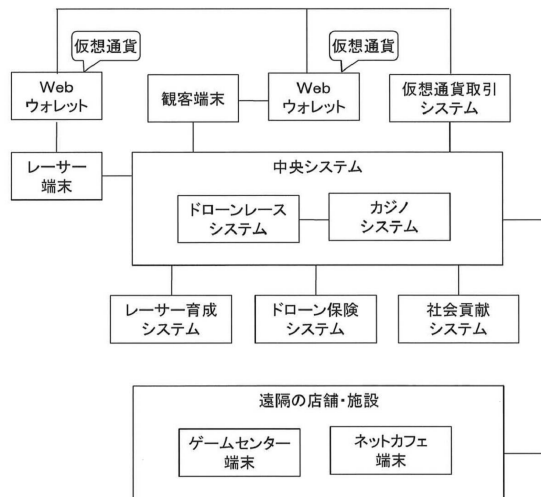 仮想通貨
仮想通貨
Web
ウォレット
観客端末
Web
ウォレット
仮想通貨取引
システム
レーサー
端末
中央システム
ドローンレース
システム
カジノ
システム
レーサー育成
システム
ドローン保険
システム
社会貢献
システム
遠隔の店舗・施設
ゲームセンター
端末
ネットカフェ
端末